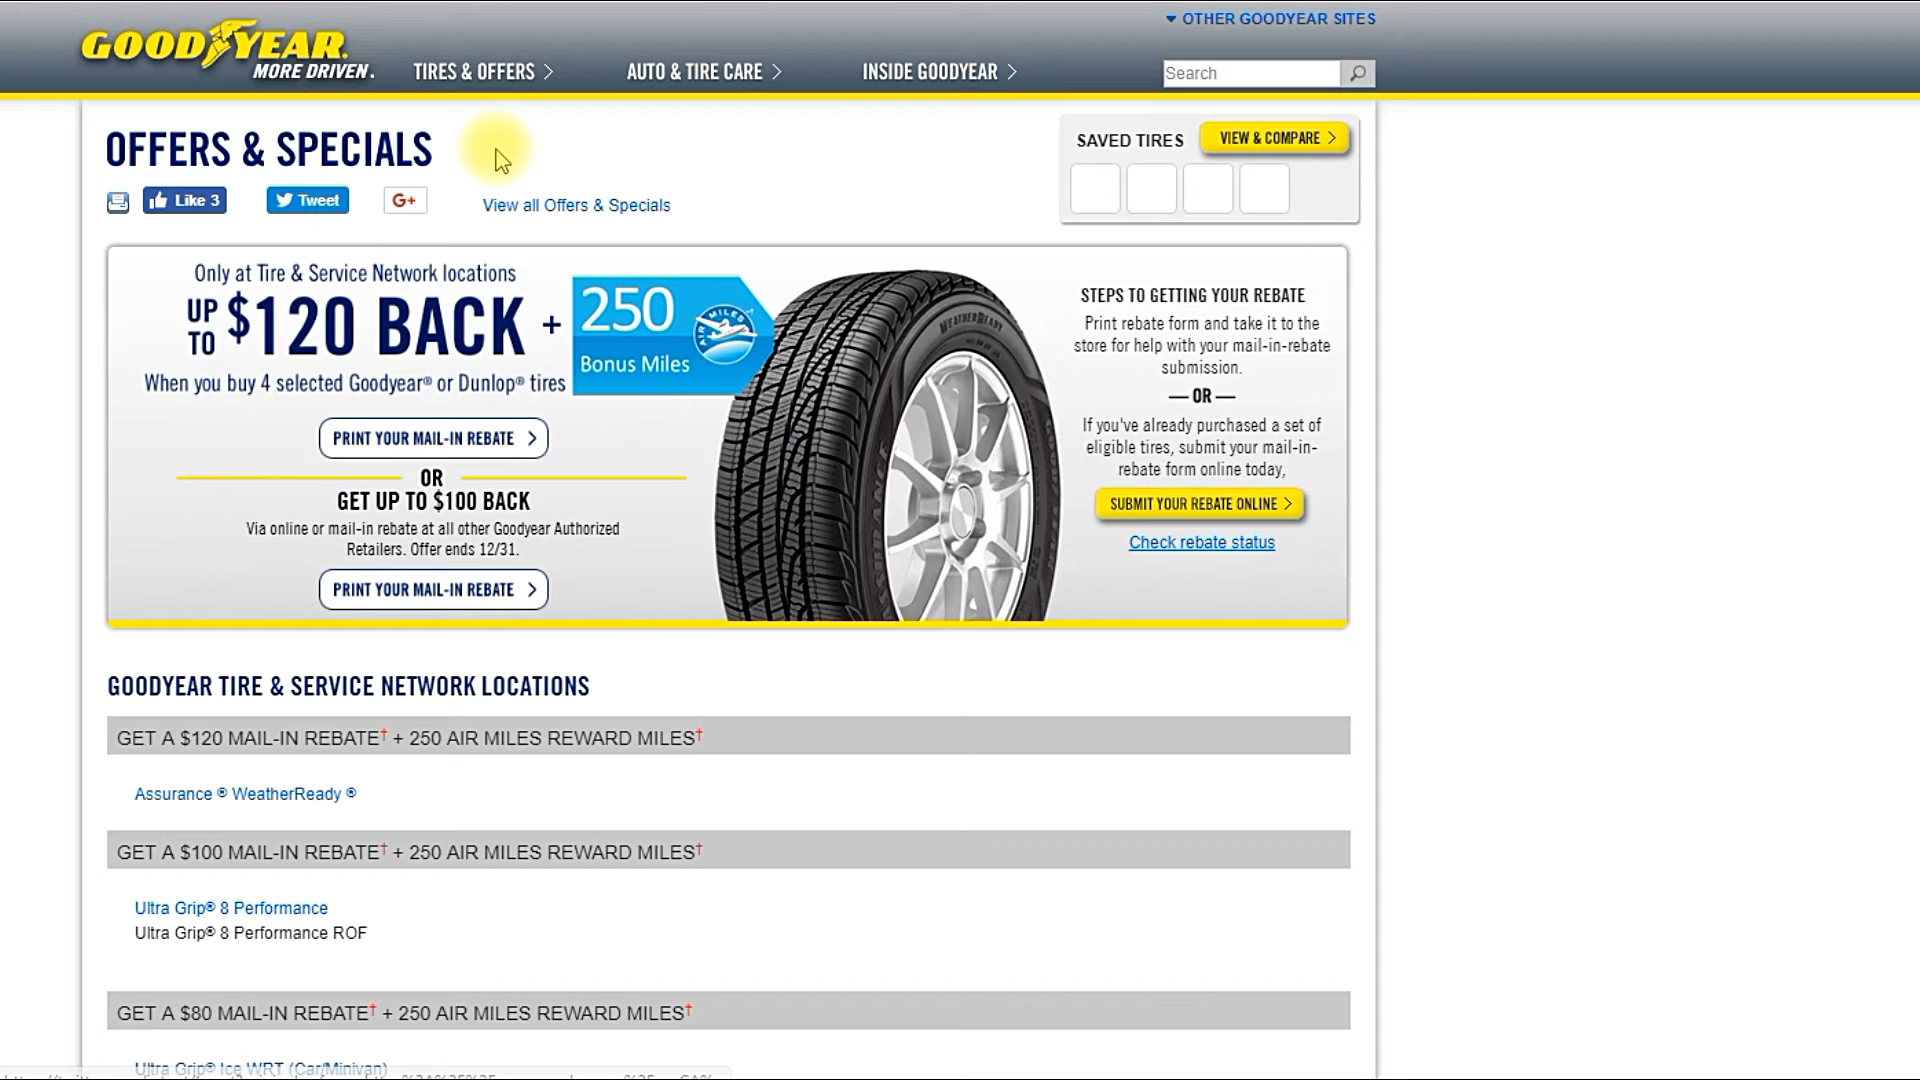 OTHER GOODYEAR SITES
GOODYEAR.
MORE DRIVEN.
TIRES & OFFERS
AUTO & TIRE CARE
INSIDE GOODYEAR
Search
OFFERS & SPECIALS
SAVED TIRES
VIEW & COMPARE
Like 3
Tweet
G+
View all Offers & Specials
Only at Tire & Service Network locations
UP TO $120 BACK +
250
AIR MILES
Bonus Miles
When you buy 4 selected Goodyear® or Dunlop® tires
PRINT YOUR MAIL-IN REBATE
OR
GET UP TO $100 BACK
Via online or mail-in rebate at all other Goodyear Authorized
Retailers. Offer ends 12/31.
PRINT YOUR MAIL-IN REBATE
WEATHERREADY
GOODYEAR
ASSURANCE
STEPS TO GETTING YOUR REBATE
Print rebate form and take it to the
store for help with your mail-in-rebate
submission.
— OR —
If you've already purchased a set of
eligible tires, submit your mail-in-
rebate form online today,
SUBMIT YOUR REBATE ONLINE
Check rebate status
GOODYEAR TIRE & SERVICE NETWORK LOCATIONS
GET A $120 MAIL-IN REBATE† + 250 AIR MILES REWARD MILES†
Assurance ® WeatherReady ®
GET A $100 MAIL-IN REBATE† + 250 AIR MILES REWARD MILES†
Ultra Grip® 8 Performance
Ultra Grip® 8 Performance ROF
GET A $80 MAIL-IN REBATE† + 250 AIR MILES REWARD MILES†
Ultra Grip® Ice WRT (Car/Minivan)